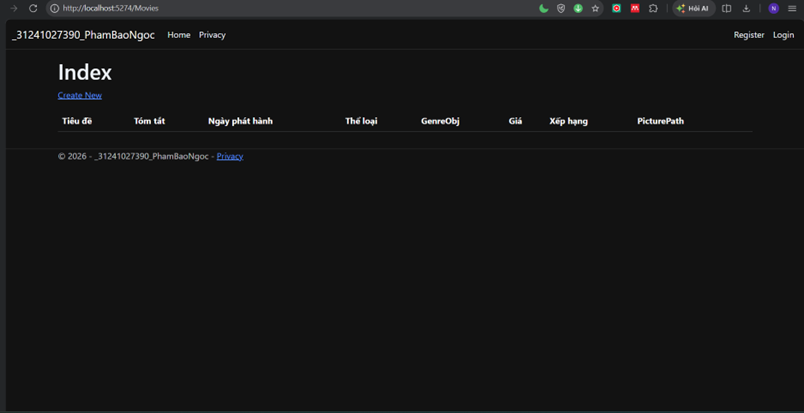 http://localhost:5274/Movies Hỏi AI N
_31241027390_PhamBaoNgoc Home Privacy Register Login
Index
Create New
Tiêu đề Tóm tắt Ngày phát hành Thể loại GenreObj Giá Xếp hạng PicturePath
© 2026 - _31241027390_PhamBaoNgoc - Privacy